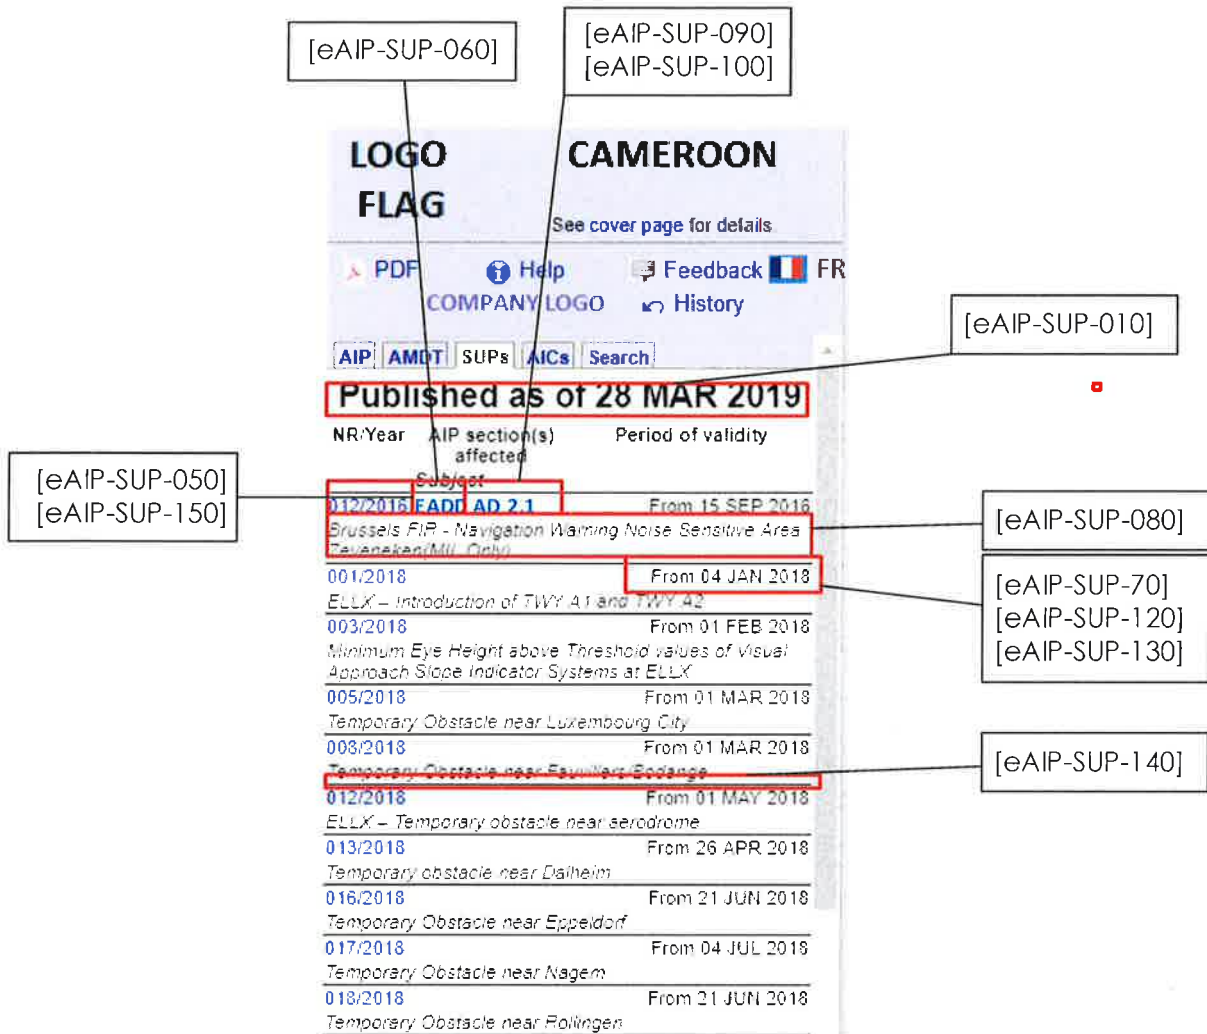 [eAIP-SUP-060]
[eAIP-SUP-090]
[eAIP-SUP-100]
LOGO CAMEROON
FLAG
See cover page for details
PDF Help Feedback FR
COMPANY LOGO History
[eAIP-SUP-010]
AIP AMDT SUPs AICs Search
Published as of 28 MAR 2019
NR/Year AIP section(s) affected Period of validity
Subject
[eAIP-SUP-050]
[eAIP-SUP-150]
012/2016 EADD AD 2.1 From 15 SEP 2016
Brussels FIR - Navigation Warning Noise Sensitive Area
Zeveneken(MIL Only)
[eAIP-SUP-080]
001/2018 From 04 JAN 2018
ELLX – Introduction of TWY A1 and TWY A2
[eAIP-SUP-70]
[eAIP-SUP-120]
[eAIP-SUP-130]
003/2018 From 01 FEB 2018
Minimum Eye Height above Threshold values of Visual
Approach Slope Indicator Systems at ELLX
005/2018 From 01 MAR 2018
Temporary Obstacle near Luxembourg City
008/2018 From 01 MAR 2018
Temporary Obstacle near Fauvillers/Bodange
[eAIP-SUP-140]
012/2018 From 01 MAY 2018
ELLX – Temporary obstacle near aerodrome
013/2018 From 26 APR 2018
Temporary obstacle near Dalheim
016/2018 From 21 JUN 2018
Temporary Obstacle near Eppeldorf
017/2018 From 04 JUL 2018
Temporary Obstacle near Nagem
018/2018 From 21 JUN 2018
Temporary Obstacle near Rollingen